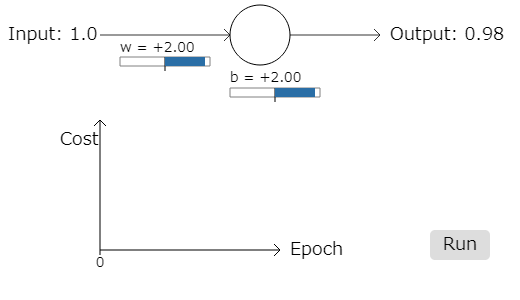 Input: 1.0
w = +2.00
b = +2.00
Output: 0.98
Cost
0
Epoch
Run